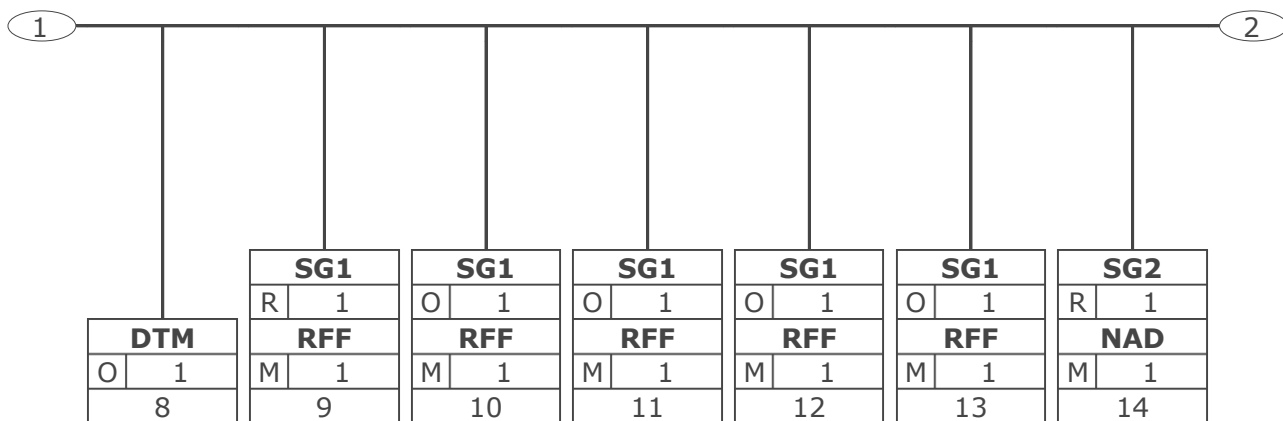 1 2
SG1 SG1 SG1 SG1 SG1 SG2
R 1 O 1 O 1 O 1 O 1 R 1
DTM RFF RFF RFF RFF RFF NAD
O 1 M 1 M 1 M 1 M 1 M 1 M 1
8 9 10 11 12 13 14